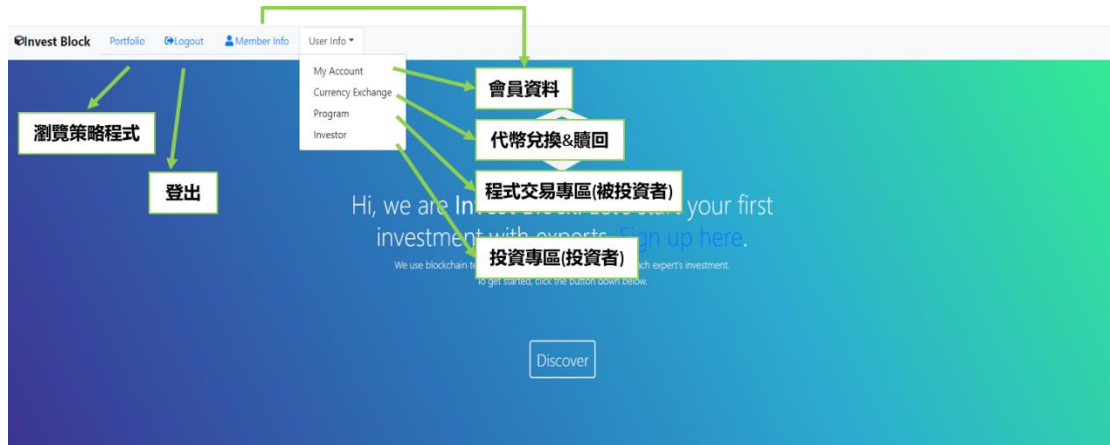 Invest Block Portfolio Logout Member Info User Info
My Account
Currency Exchange
Program
Investor
會員資料
代幣兌換&贖回
程式交易專區(被投資者)
投資專區(投資者)
瀏覽策略程式
登出
Hi, we are your first
investment with experts. Sign up here.
We use blockchain expert's investment.
To get started, click the button down below.
Discover